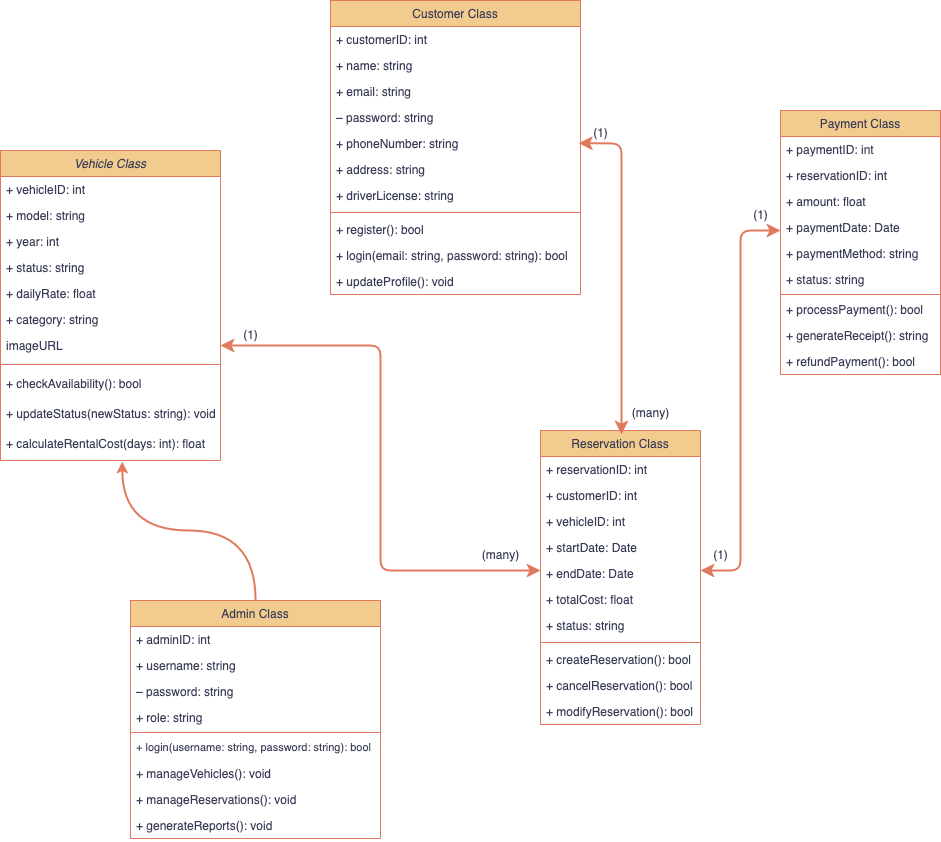 Customer Class
+ customerID: int
+ name: string
+ email: string
– password: string
+ phoneNumber: string
+ address: string
+ driverLicense: string
+ register(): bool
+ login(email: string, password: string): bool
+ updateProfile(): void
(1)
(many)
Payment Class
+ paymentID: int
+ reservationID: int
+ amount: float
+ paymentDate: Date
+ paymentMethod: string
+ status: string
+ processPayment(): bool
+ generateReceipt(): string
+ refundPayment(): bool
(1)
(1)
Vehicle Class
+ vehicleID: int
+ model: string
+ year: int
+ status: string
+ dailyRate: float
+ category: string
imageURL
+ checkAvailability(): bool
+ updateStatus(newStatus: string): void
+ calculateRentalCost(days: int): float
(1)
(many)
Reservation Class
+ reservationID: int
+ customerID: int
+ vehicleID: int
+ startDate: Date
+ endDate: Date
+ totalCost: float
+ status: string
+ createReservation(): bool
+ cancelReservation(): bool
+ modifyReservation(): bool
Admin Class
+ adminID: int
+ username: string
– password: string
+ role: string
+ login(username: string, password: string): bool
+ manageVehicles(): void
+ manageReservations(): void
+ generateReports(): void